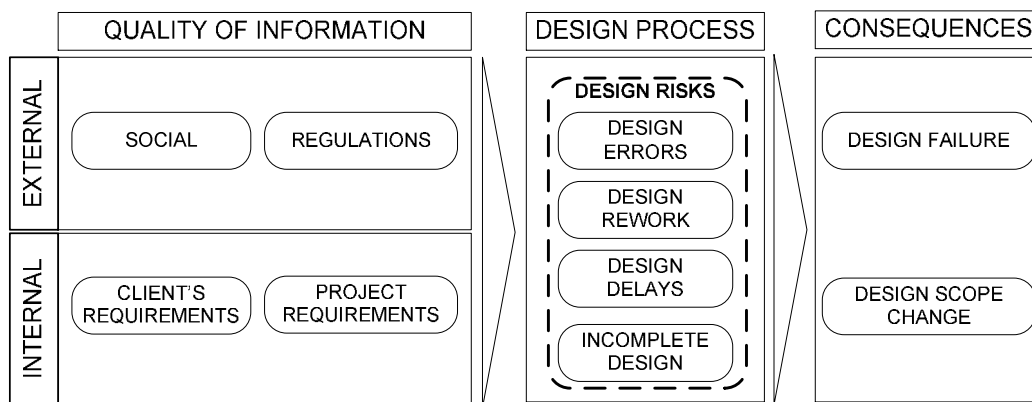 QUALITY OF INFORMATION
DESIGN PROCESS
CONSEQUENCES
EXTERNAL
SOCIAL
REGULATIONS
INTERNAL
CLIENT'S
REQUIREMENTS
PROJECT
REQUIREMENTS
DESIGN RISKS
DESIGN
ERRORS
DESIGN
REWORK
DESIGN
DELAYS
INCOMPLETE
DESIGN
DESIGN FAILURE
DESIGN SCOPE
CHANGE